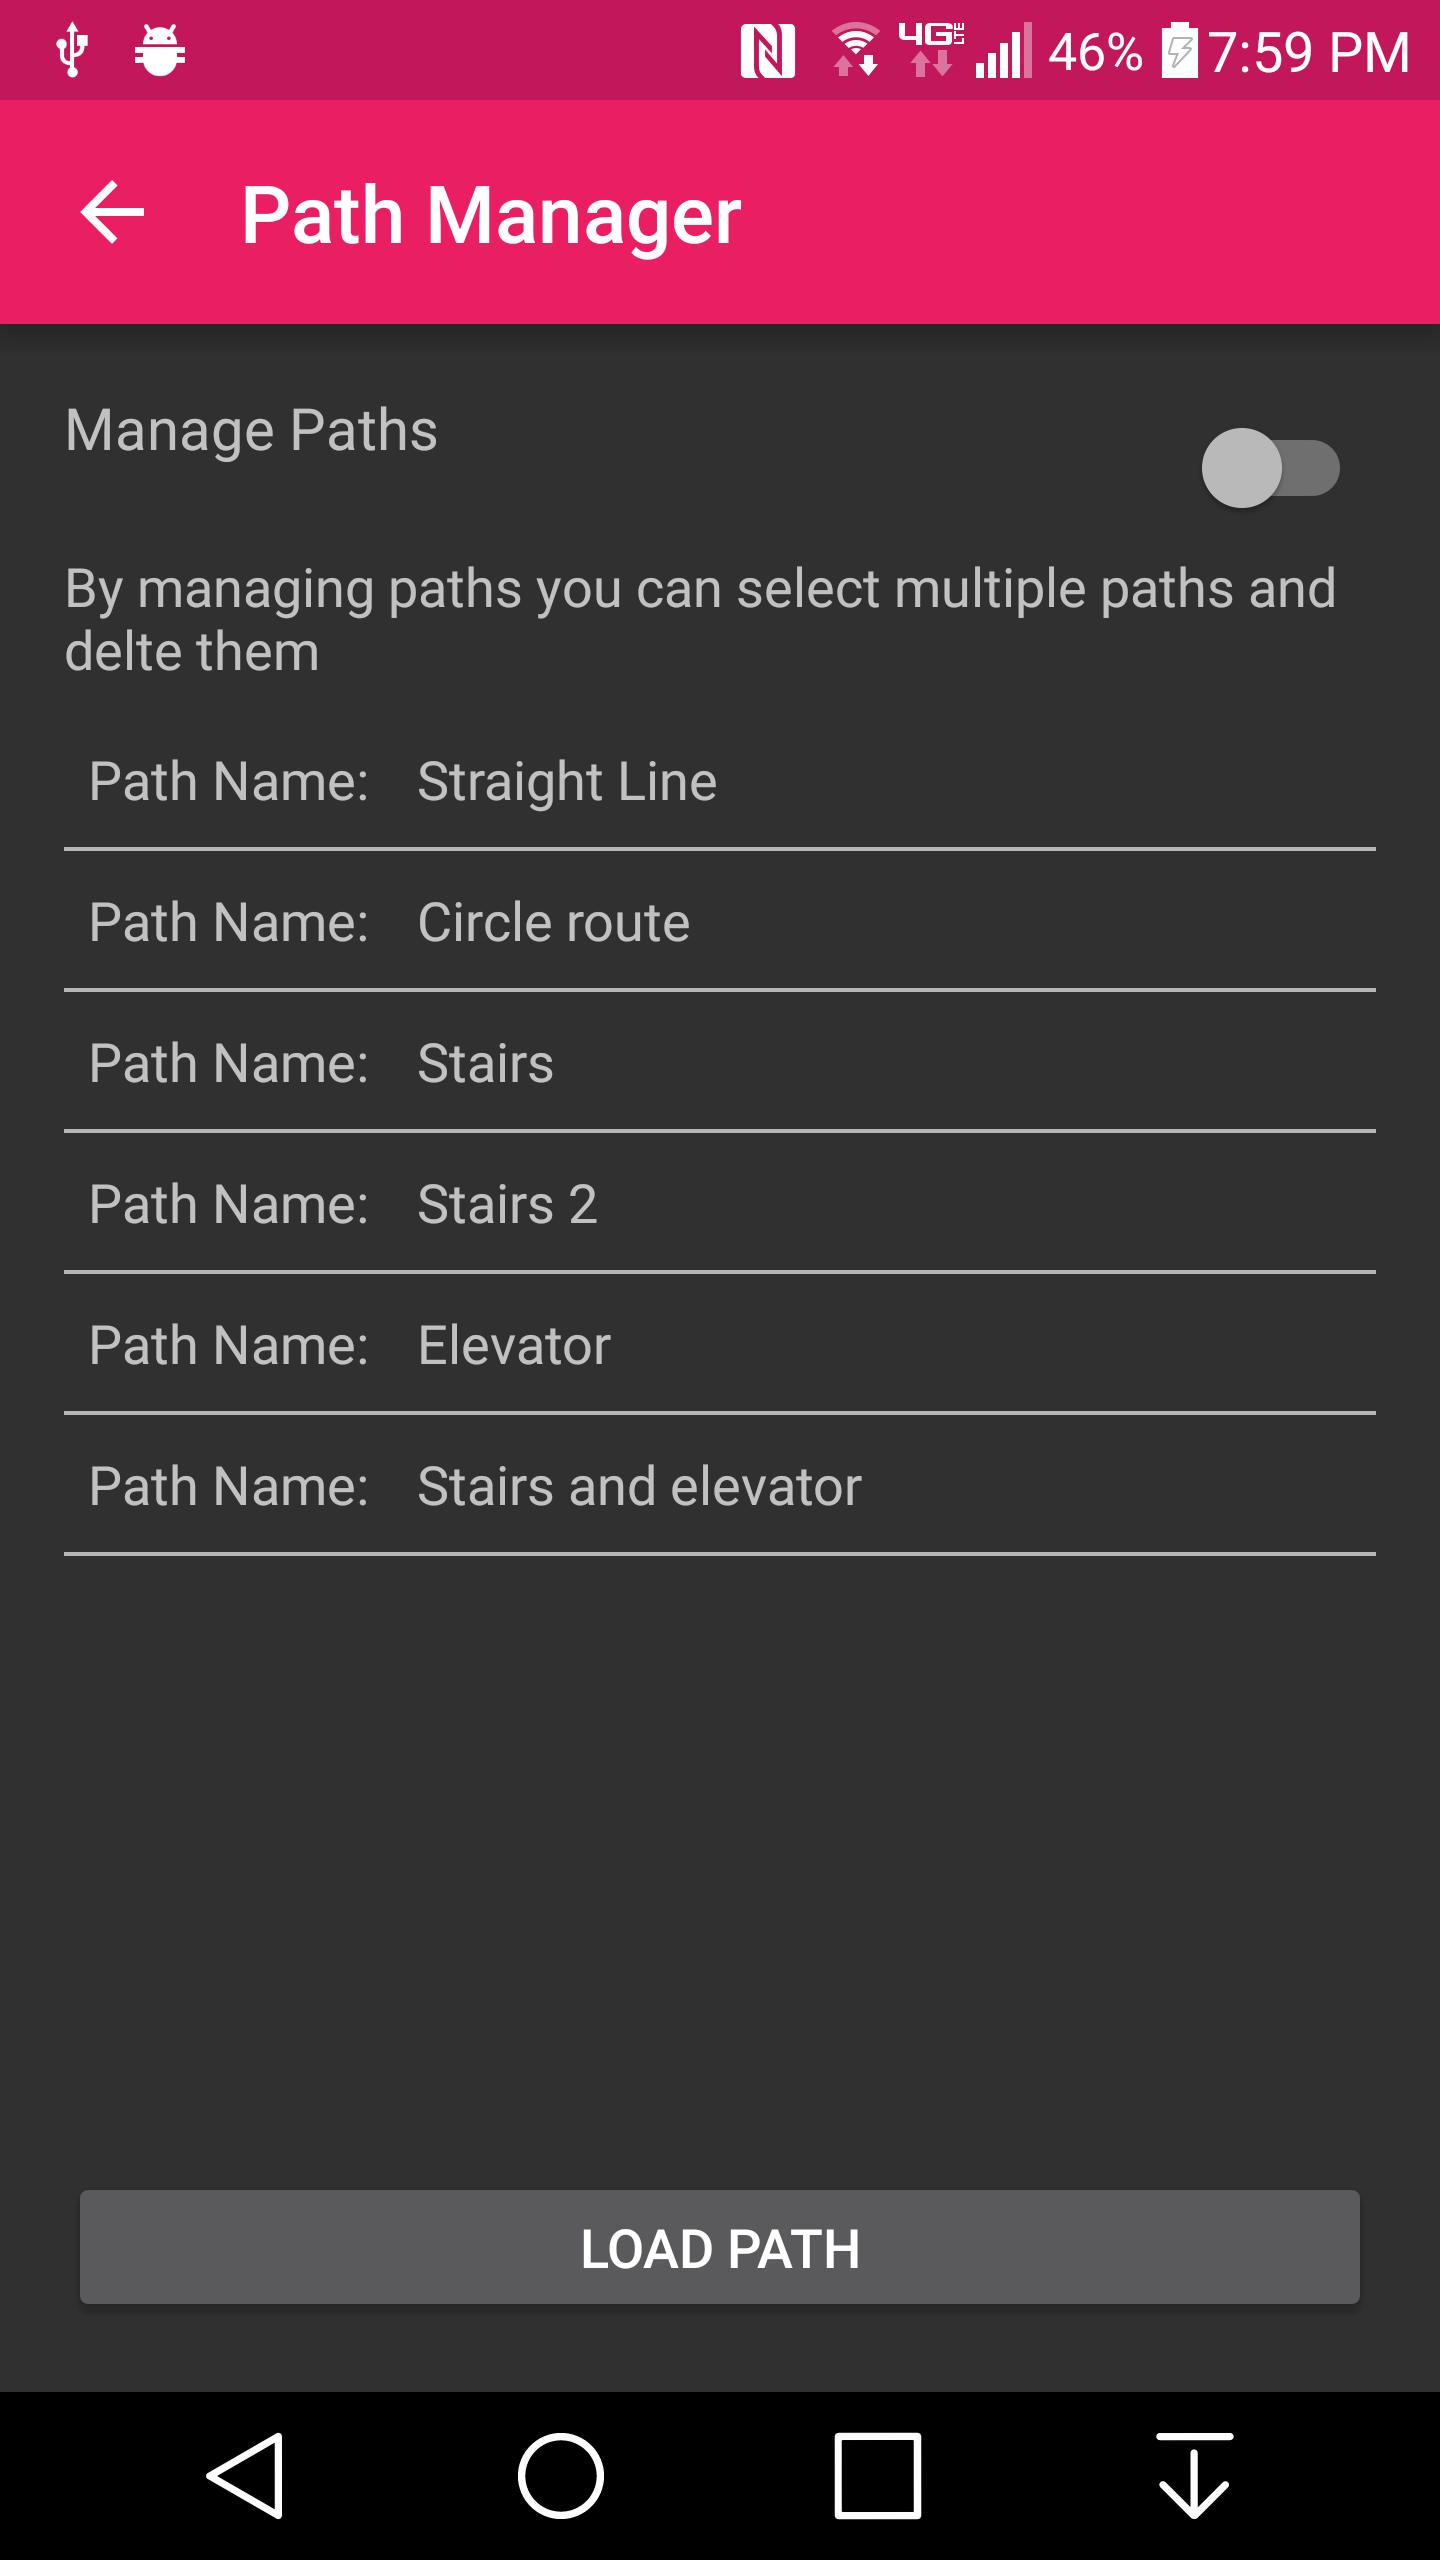 4G LTE 46% 7:59 PM
Path Manager
Manage Paths
By managing paths you can select multiple paths and
delte them
Path Name: Straight Line
Path Name: Circle route
Path Name: Stairs
Path Name: Stairs 2
Path Name: Elevator
Path Name: Stairs and elevator
LOAD PATH